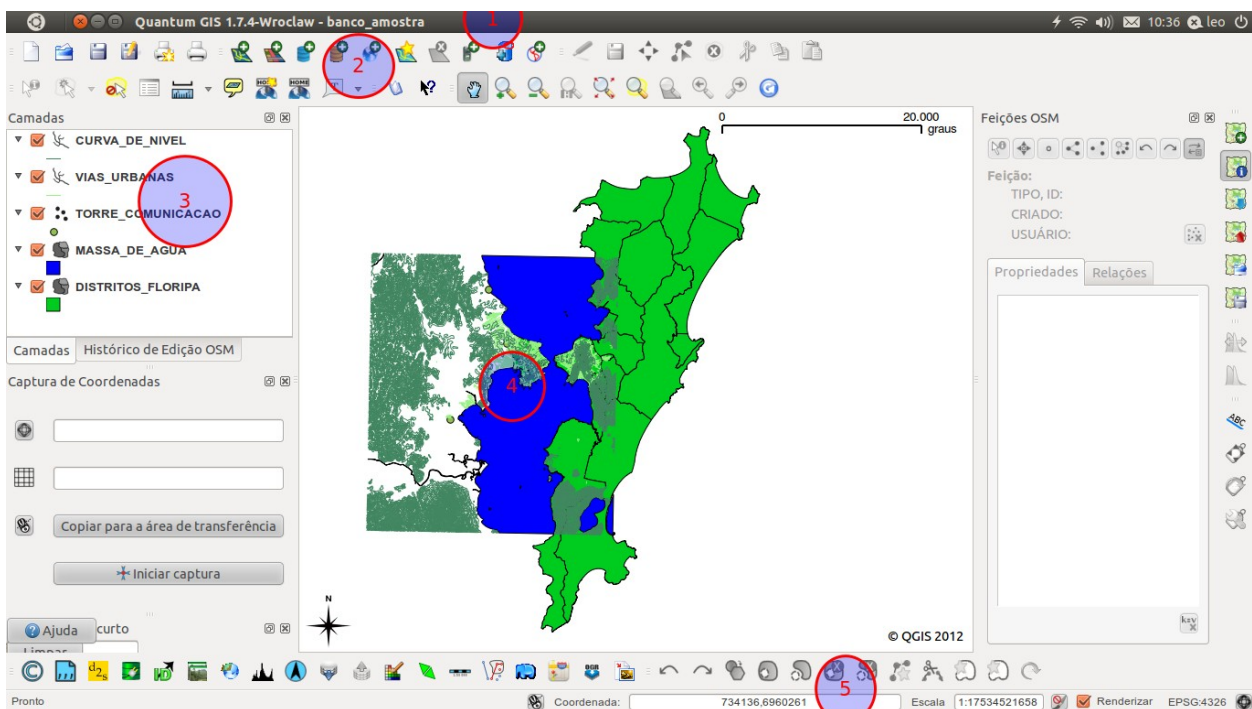 Quantum GIS 1.7.4-Wroclaw - banco_amostra
1
10:36
leo
2
Camadas
CURVA_DE_NIVEL
VIAS_URBANAS
3
TORRE_COMUNICACAO
MASSA_DE_AGUA
DISTRITOS_FLORIPA
Camadas
Histórico de Edição OSM
Captura de Coordenadas
Copiar para a área de transferência
Iniciar captura
Ajuda
curto
0
20.000
graus
4
N
© QGIS 2012
Feições OSM
Feição:
TIPO, ID:
CRIADO:
USUÁRIO:
Propriedades
Relações
ABC
5
Pronto
Coordenada:
734136,6960261
Escala
1:17534521658
Renderizar
EPSG:4326